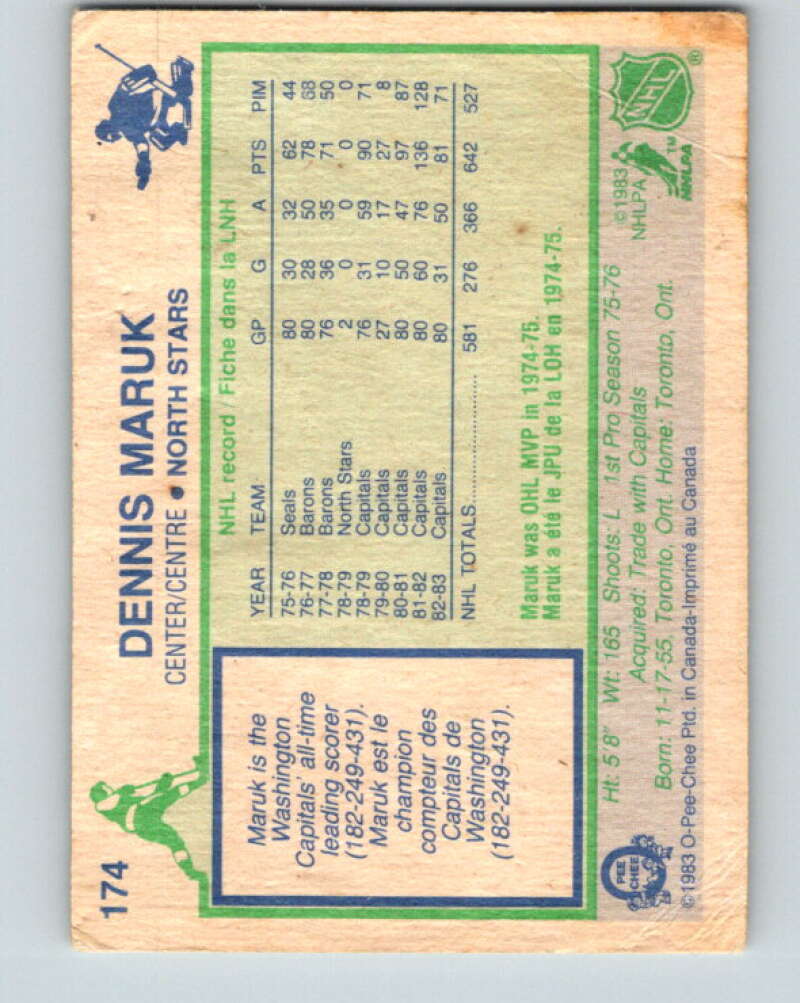 174
DENNIS MARUK
CENTER/CENTRE • NORTH STARS
Maruk is the
Washington
Capitals' all-time
leading scorer
(182-249-431).
Maruk est le
champion
compteur des
Capitals de
Washington
(182-249-431).
NHL record / Fiche dans la LNH
YEAR TEAM GP G A PTS PIM
75-76 Seals 80 30 32 62 44
76-77 Barons 80 28 50 78 68
77-78 Barons 76 36 35 71 50
78-79 North Stars 2 0 0 0 0
78-79 Capitals 76 31 59 90 71
79-80 Capitals 27 10 17 27 8
80-81 Capitals 80 50 47 97 87
81-82 Capitals 80 60 76 136 128
82-83 Capitals 80 31 50 81 71
NHL TOTALS.................... 581 276 366 642 527
Maruk was OHL MVP in 1974-75.
Maruk a été le JPU de la LOH en 1974-75.
Ht: 5'8" Wt: 165 Shoots: L 1st Pro Season 75-76
Acquired: Trade with Capitals
Born: 11-17-55, Toronto, Ont. Home: Toronto, Ont.
©1983 O-Pee-Chee Ptd. in Canada-Imprimé au Canada
O PEE CHEE
©1983
NHLPA
NHLPA™
NHL®